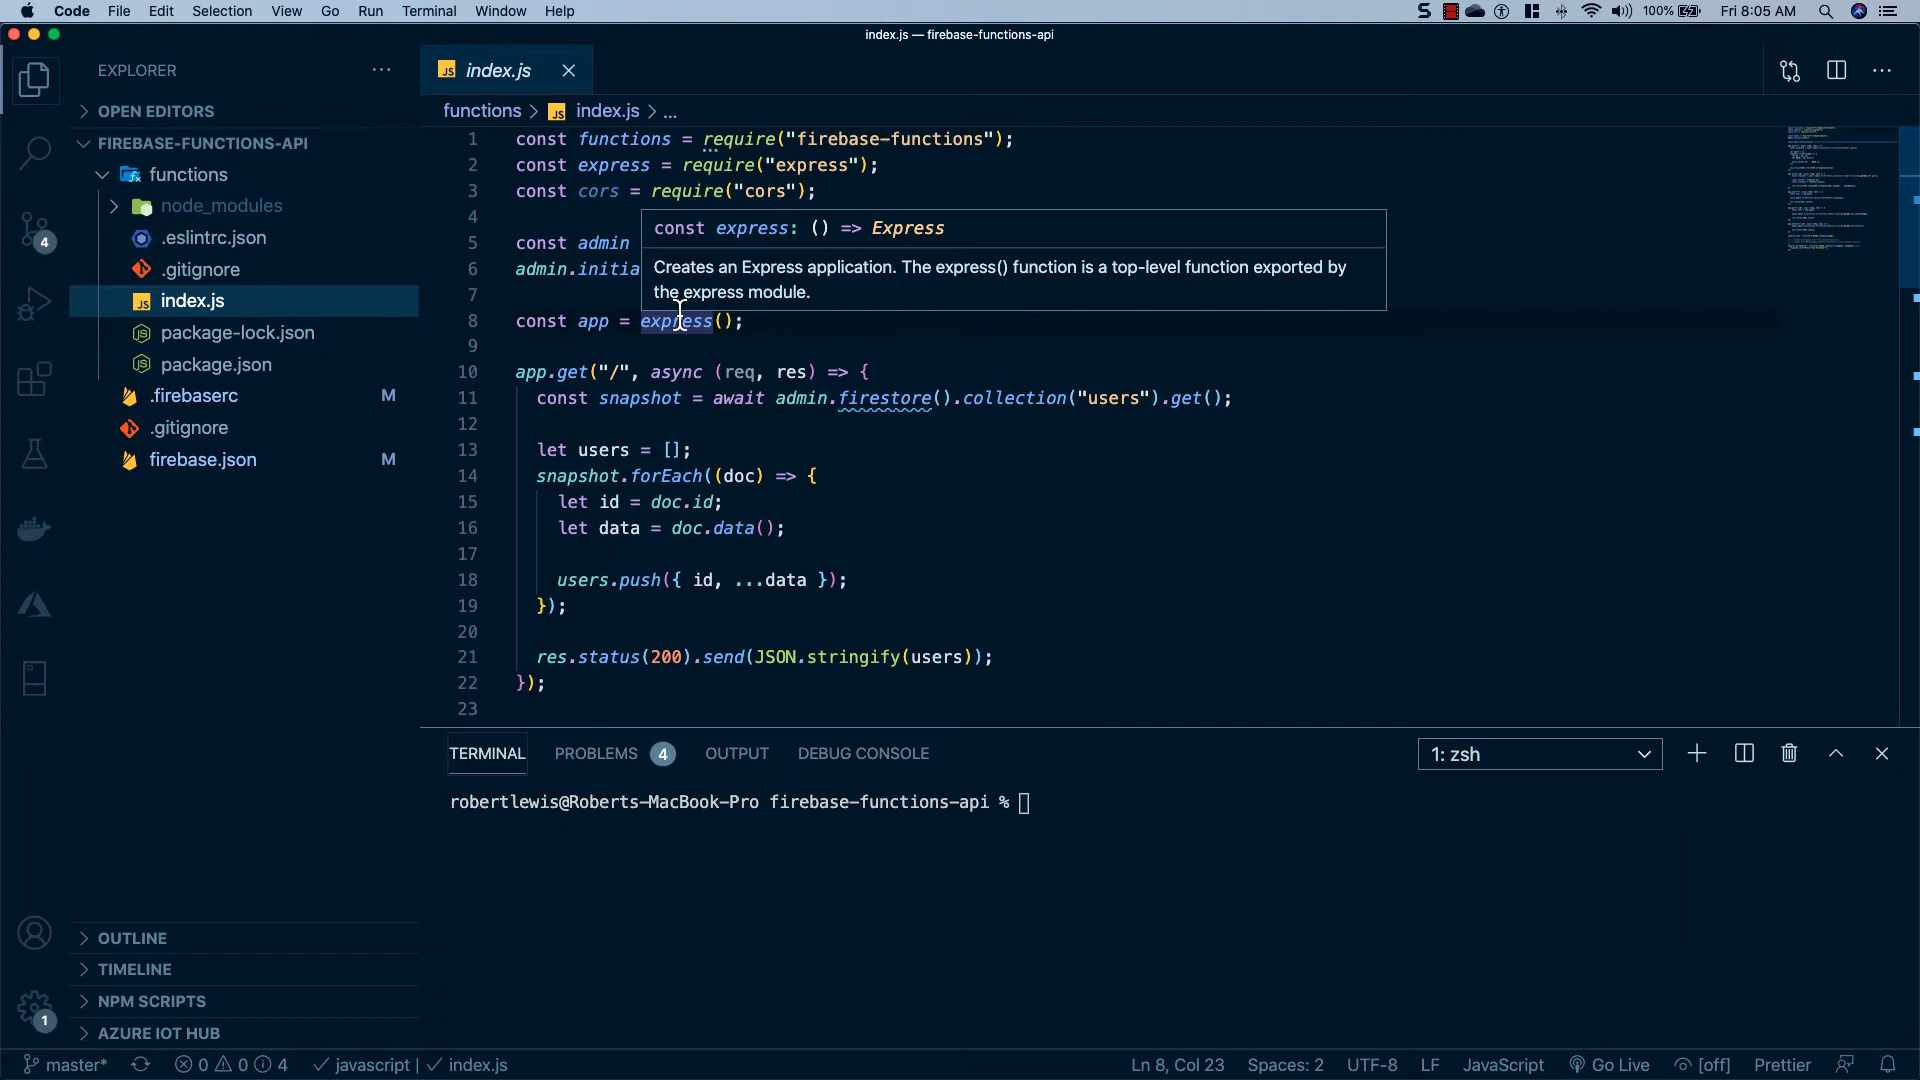 Code File Edit Selection View Go Run Terminal Window Help 100% Fri 8:05 AM
index.js — firebase-functions-api
EXPLORER
OPEN EDITORS
FIREBASE-FUNCTIONS-API
functions
node_modules
.eslintrc.json
.gitignore
index.js
package-lock.json
package.json
.firebaserc M
.gitignore
firebase.json M
4
OUTLINE
TIMELINE
NPM SCRIPTS
AZURE IOT HUB
1
index.js
functions > index.js > ...
1 const functions = require("firebase-functions");
2 const express = require("express");
3 const cors = require("cors");
4
5 const admin
6 admin.initia
7
const express: () => Express
Creates an Express application. The express() function is a top-level function exported by
the express module.
8 const app = express();
9
10 app.get("/", async (req, res) => {
11 const snapshot = await admin.firestore().collection("users").get();
12
13 let users = [];
14 snapshot.forEach((doc) => {
15 let id = doc.id;
16 let data = doc.data();
17
18 users.push({ id, ...data });
19 });
20
21 res.status(200).send(JSON.stringify(users));
22 });
23
TERMINAL PROBLEMS 4 OUTPUT DEBUG CONSOLE 1: zsh
robertlewis@Roberts-MacBook-Pro firebase-functions-api %
master* 0 0 4 javascript | index.js Ln 8, Col 23 Spaces: 2 UTF-8 LF JavaScript Go Live [off] Prettier